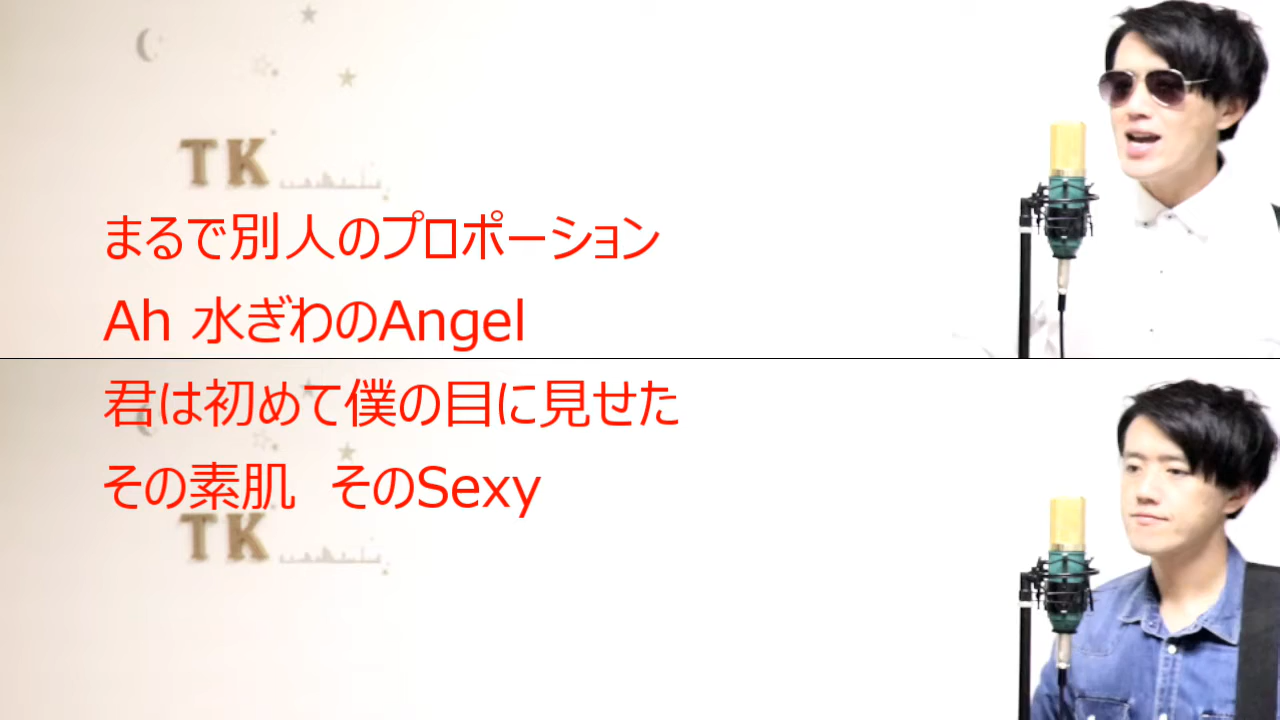 TK
まるで別人のプロポーション
Ah 水ぎわのAngel
君は初めて僕の目に見せた
その素肌　そのSexy
TK